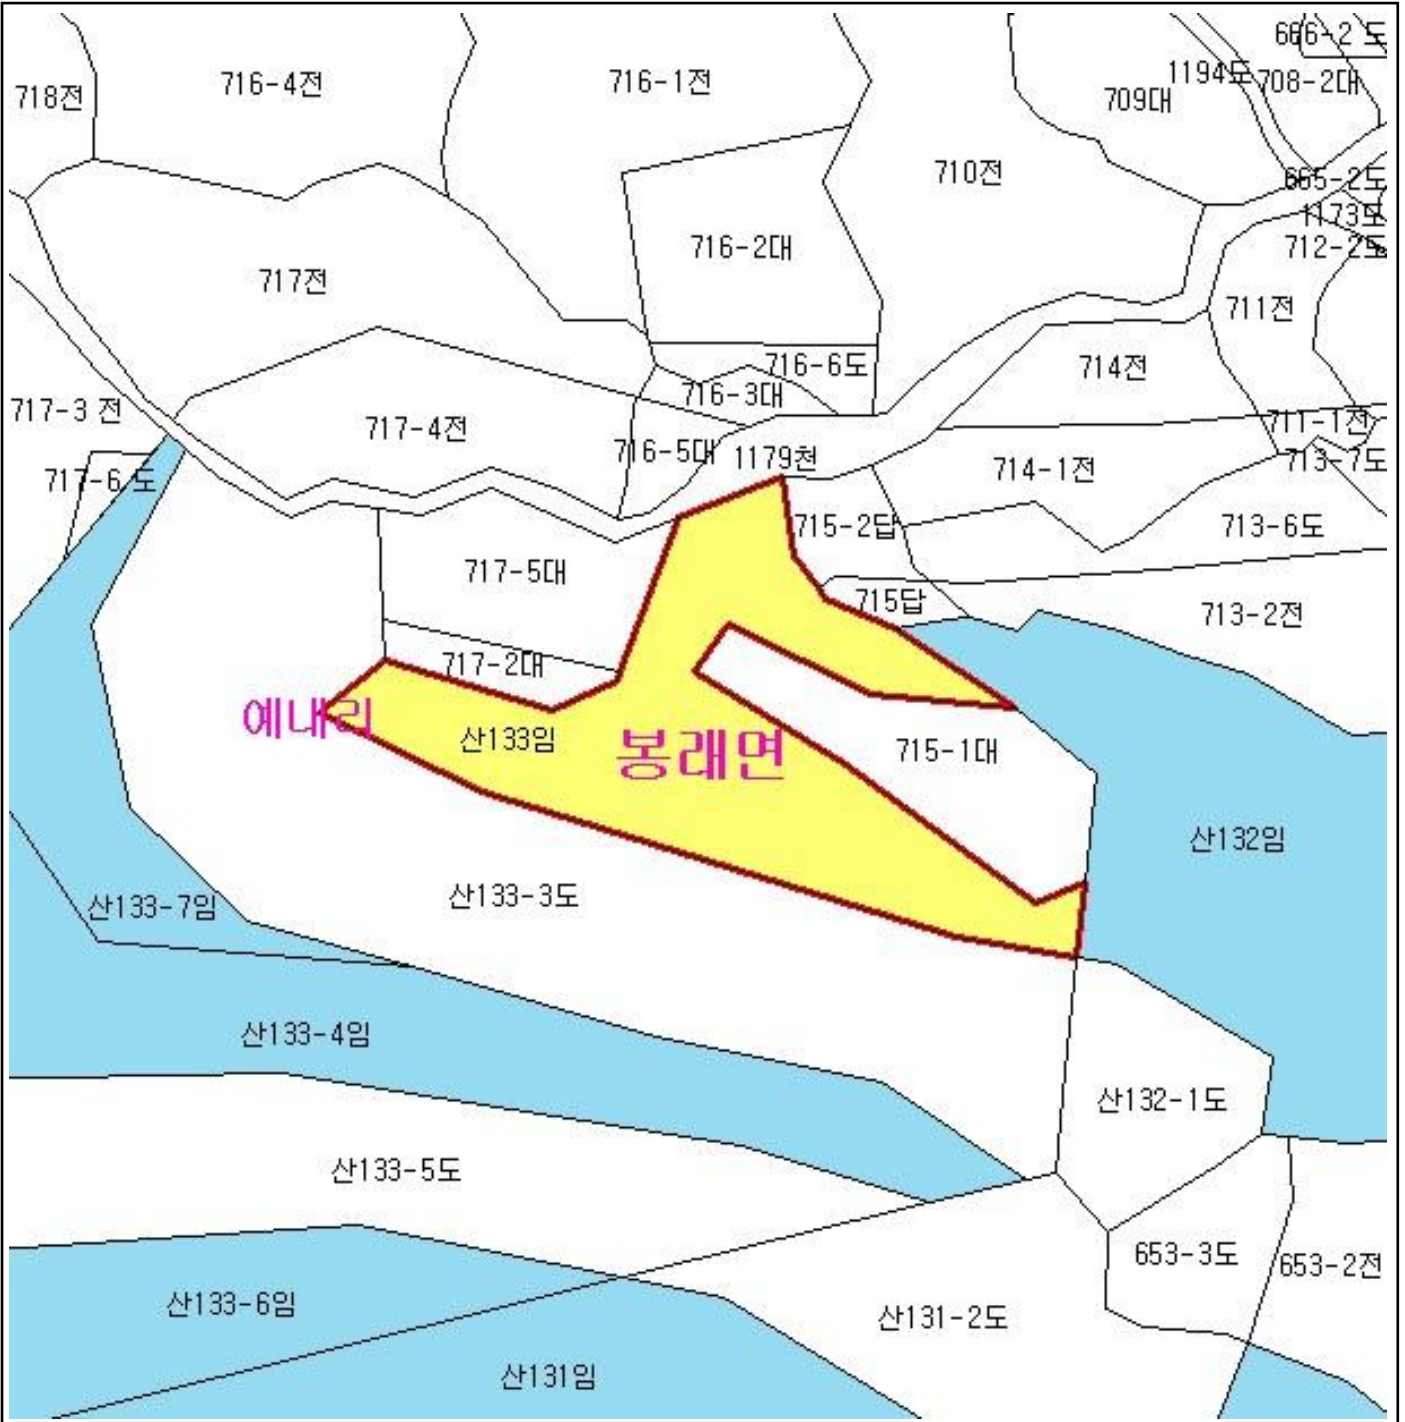 666-2 도
718전
716-4전
716-1전
1194도
708-2대
709대
710전
665-2도
1173도
712-2도
716-2대
717전
711전
716-6도
714전
716-3대
717-3 전
717-4전
711-1전
716-5대
1179천
714-1전
713-7도
717-6 도
715-2답
713-6도
717-5대
715답
713-2전
717-2대
예내리
산133임
봉래면
715-1대
산132임
산133-3도
산133-7임
산133-4임
산132-1도
산133-5도
653-3도
653-2전
산133-6임
산131-2도
산131임